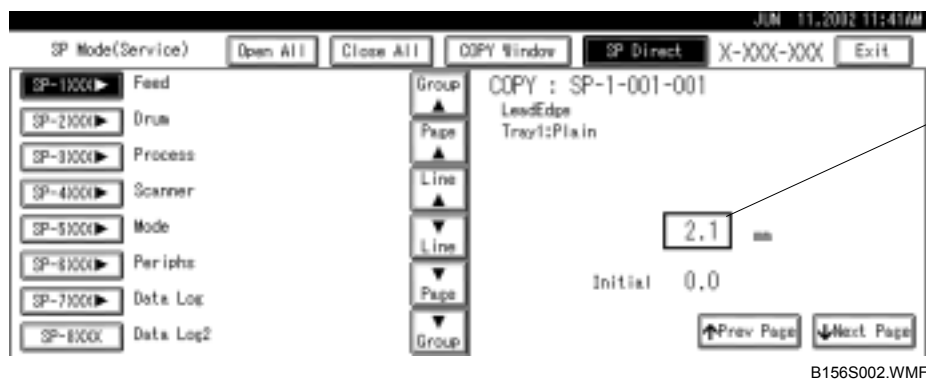 JUN 11,2002 11:41AM
SP Mode(Service) Open All Close All COPY Window SP Direct X-XXX-XXX Exit
SP-1XXX▶ Feed
SP-2XXX▶ Drum
SP-3XXX▶ Process
SP-4XXX▶ Scanner
SP-5XXX▶ Mode
SP-6XXX▶ Periphs
SP-7XXX▶ Data Log
SP-8XXX Data Log2
Group
▲
Page
▲
Line
▲
▼
Line
▼
Page
▼
Group
COPY : SP-1-001-001
LeadEdge
Tray1:Plain
2.1 mm
Initial 0.0
↑Prev Page ↓Next Page
B156S002.WMF